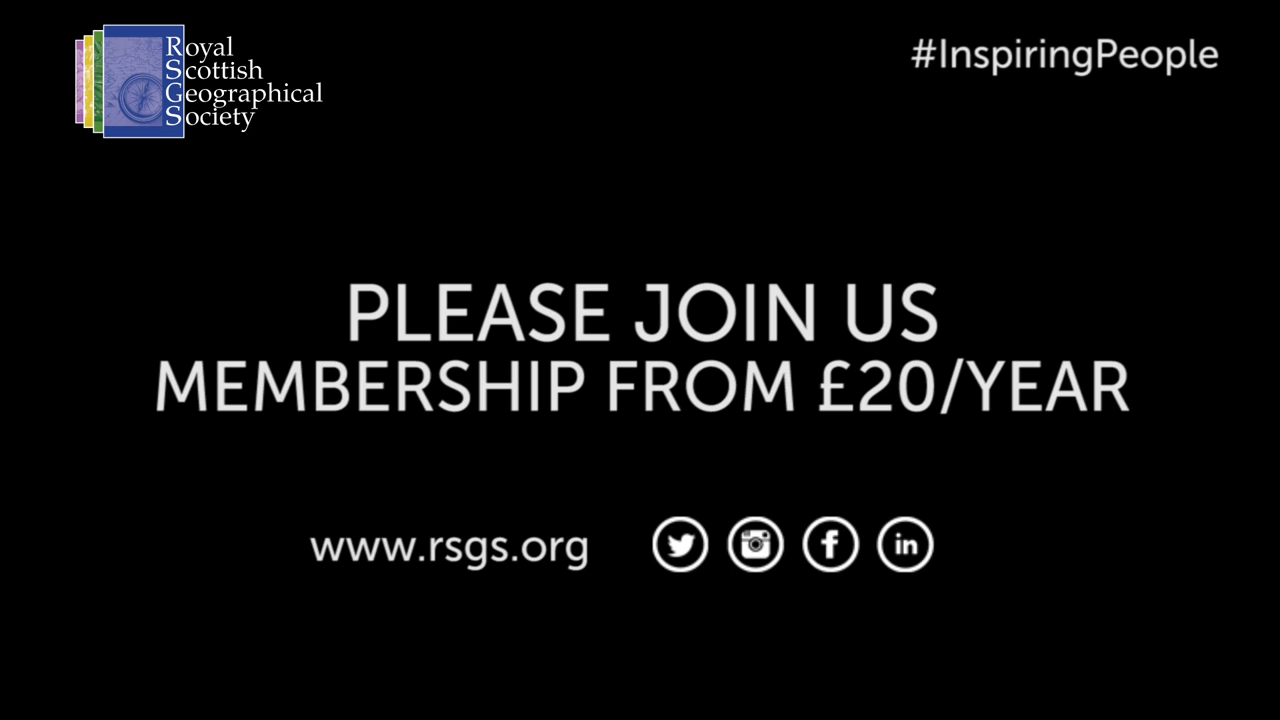 Royal
Scottish
Geographical
Society
#InspiringPeople
PLEASE JOIN US
MEMBERSHIP FROM £20/YEAR
www.rsgs.org